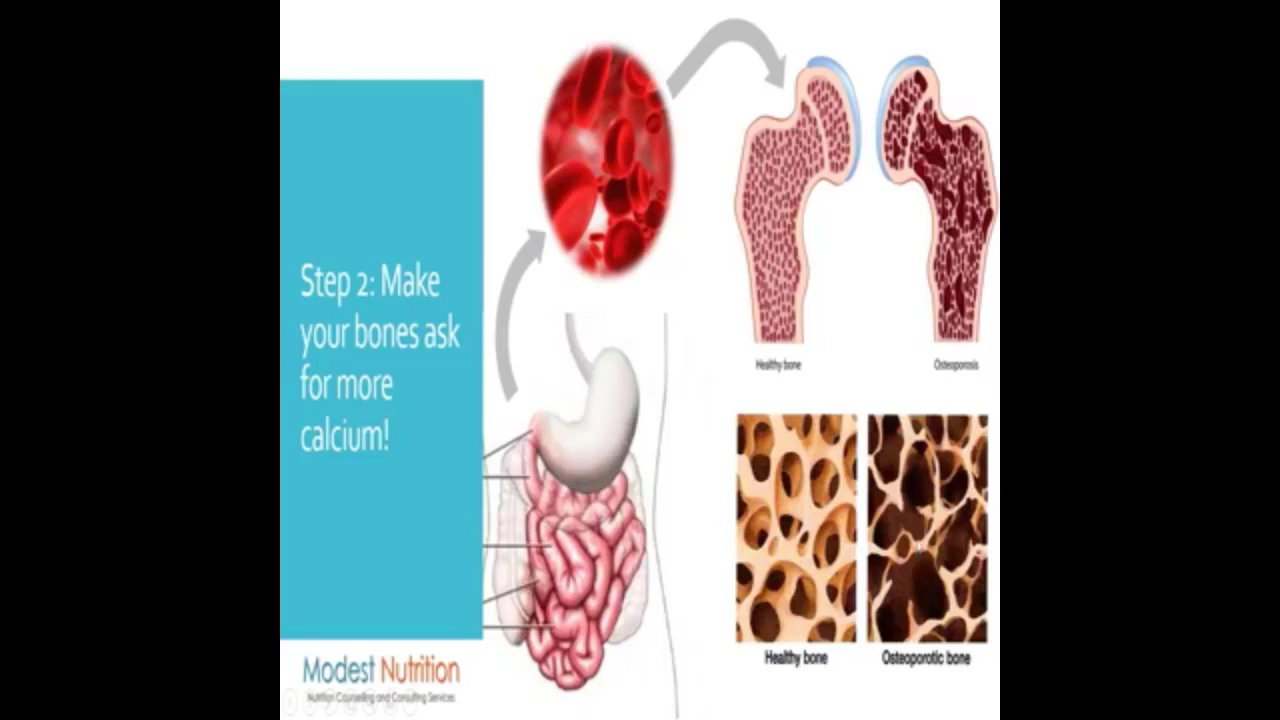 Step 2: Make
your bones ask
for more
calcium!
Modest Nutrition
Nutrition Counselling and Consulting Services
Healthy bone
Osteoporosis
Healthy bone
Osteoporotic bone